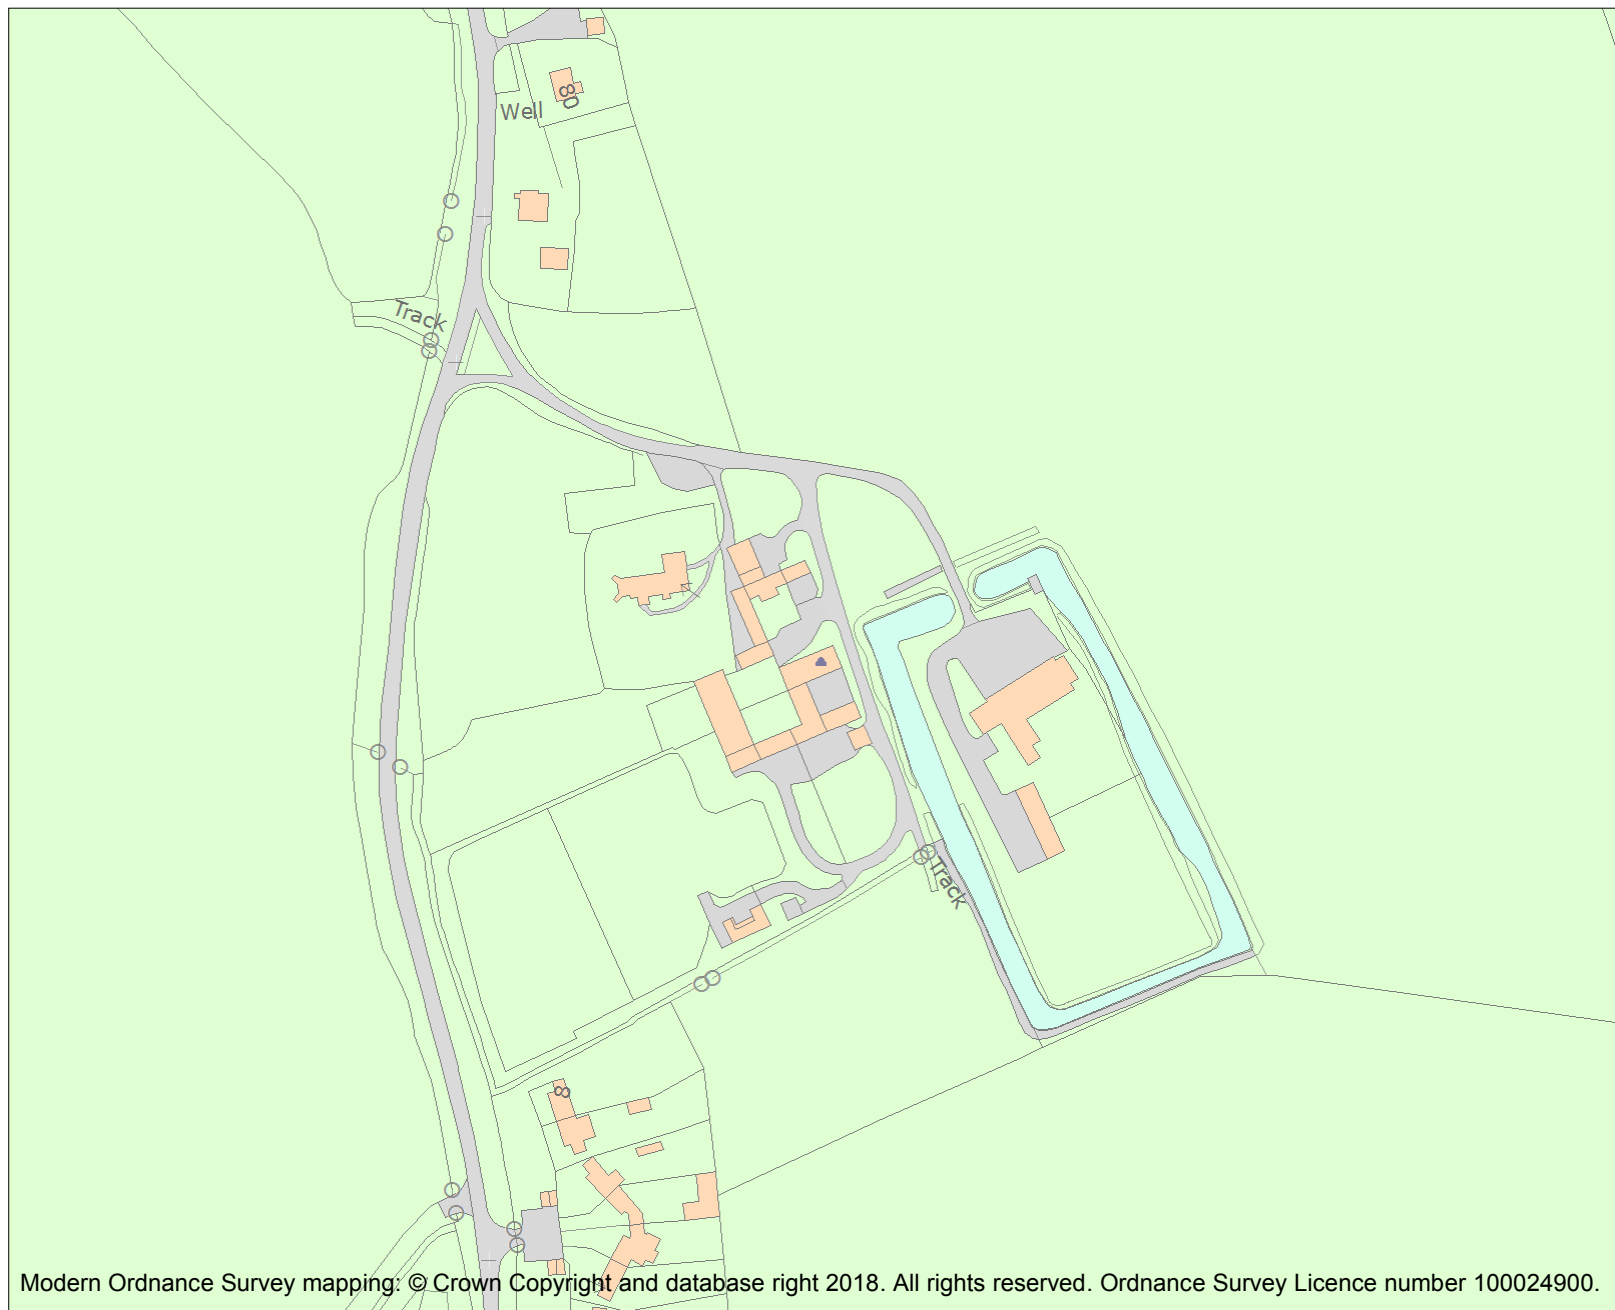 80
Well
Track
Track
8
Modern Ordnance Survey mapping: © Crown Copyright and database right 2018. All rights reserved. Ordnance Survey Licence number 100024900.